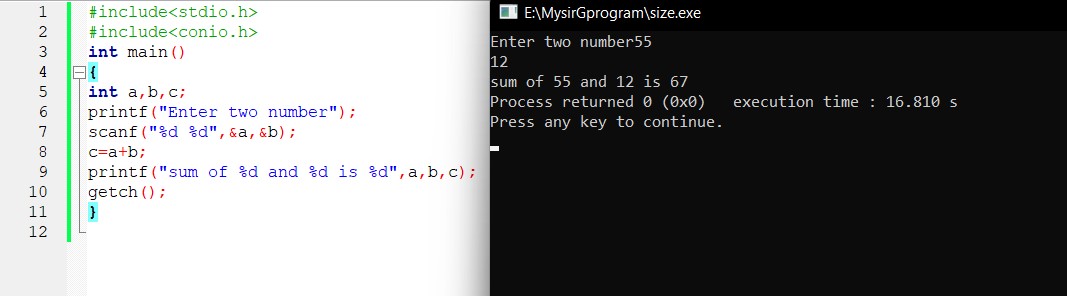 1 #include<stdio.h>
2 #include<conio.h>
3 int main()
4 {
5 int a,b,c;
6 printf("Enter two number");
7 scanf("%d %d",&a,&b);
8 c=a+b;
9 printf("sum of %d and %d is %d",a,b,c);
10 getch();
11 }
12
E:\MysirGprogram\size.exe
Enter two number55
12
sum of 55 and 12 is 67
Process returned 0 (0x0)   execution time : 16.810 s
Press any key to continue.